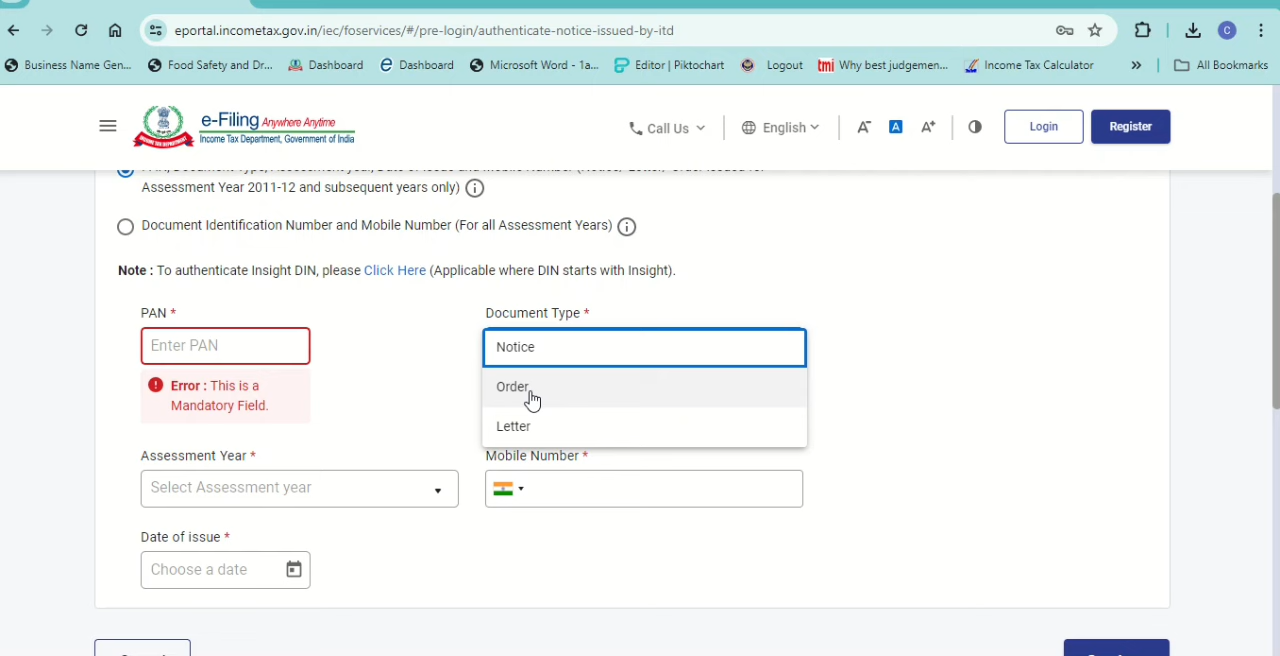 eportal.incometax.gov.in/iec/foservices/#/pre-login/authenticate-notice-issued-by-itd
C
Business Name Gen...
Food Safety and Dr...
Dashboard
Dashboard
Microsoft Word - 1a...
Editor | Piktochart
Logout
tmi Why best judgemen...
Income Tax Calculator
»
All Bookmarks
e-Filing Anywhere Anytime
Income Tax Department, Government of India
Call Us
English
A-
A
A+
Login
Register
Assessment Year 2011-12 and subsequent years only)
Document Identification Number and Mobile Number (For all Assessment Years)
Note : To authenticate Insight DIN, please Click Here (Applicable where DIN starts with Insight).
PAN *
Enter PAN
Error : This is a
Mandatory Field.
Document Type *
Notice
Order
Letter
Assessment Year *
Select Assessment year
Mobile Number *
Date of issue *
Choose a date